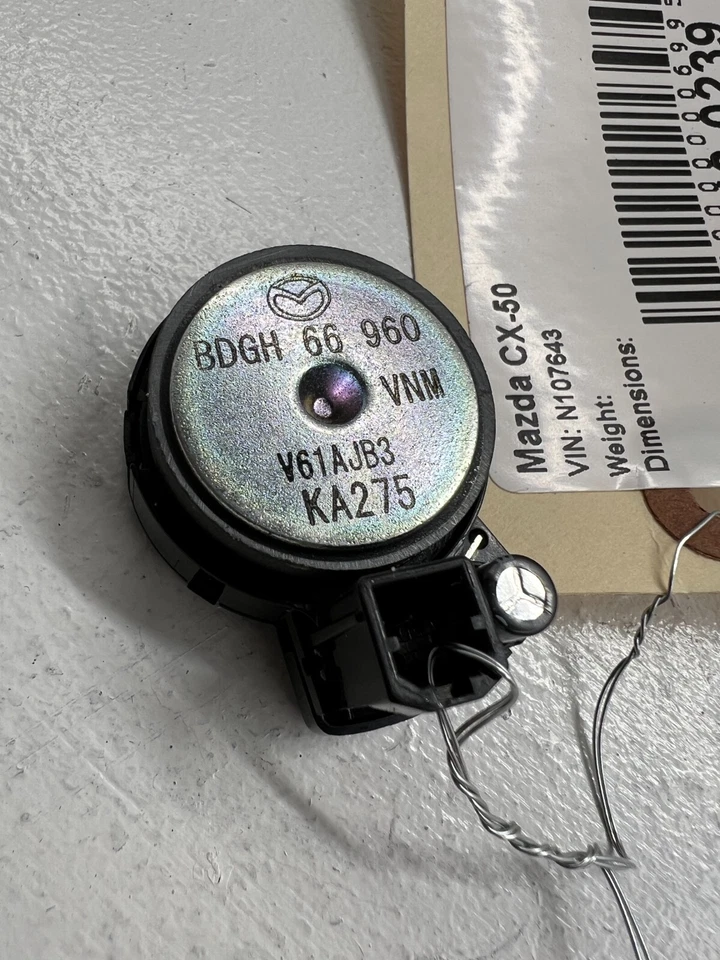 BDGH 66 960
VNM
V61AJB3
KA275
Mazda CX-50
VIN: N107643
Weight:
Dimensions: